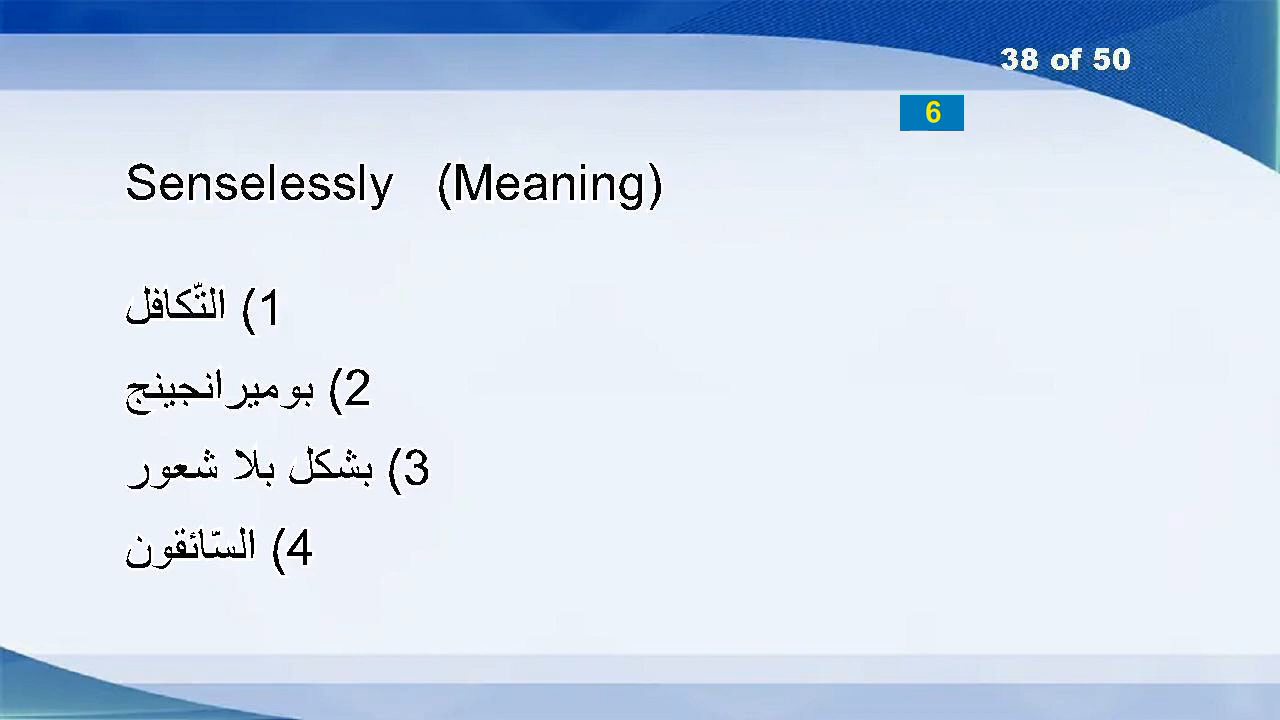 38 of 50
6
Senselessly (Meaning)
1) التّكافل
2) بوميرانجينج
3) بشكل بلا شعور
4) السّائقون